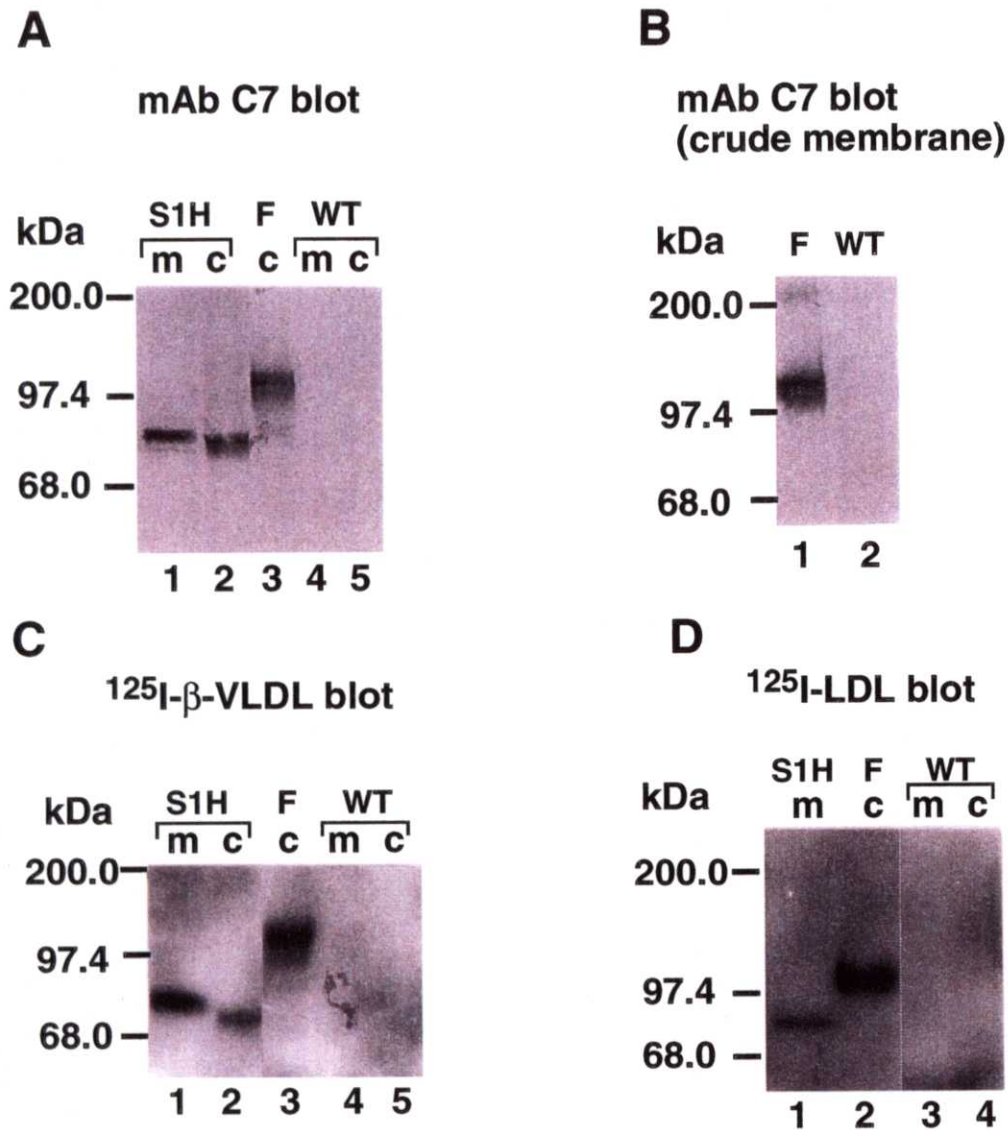 A
mAb C7 blot
kDa
S1H F WT
m c c m c
200.0
97.4
68.0
1 2 3 4 5
B
mAb C7 blot
(crude membrane)
kDa
F WT
200.0
97.4
68.0
1 2
C
125I-β-VLDL blot
kDa
S1H F WT
m c c m c
200.0
97.4
68.0
1 2 3 4 5
D
125I-LDL blot
kDa
S1H F WT
m c m c
200.0
97.4
68.0
1 2 3 4